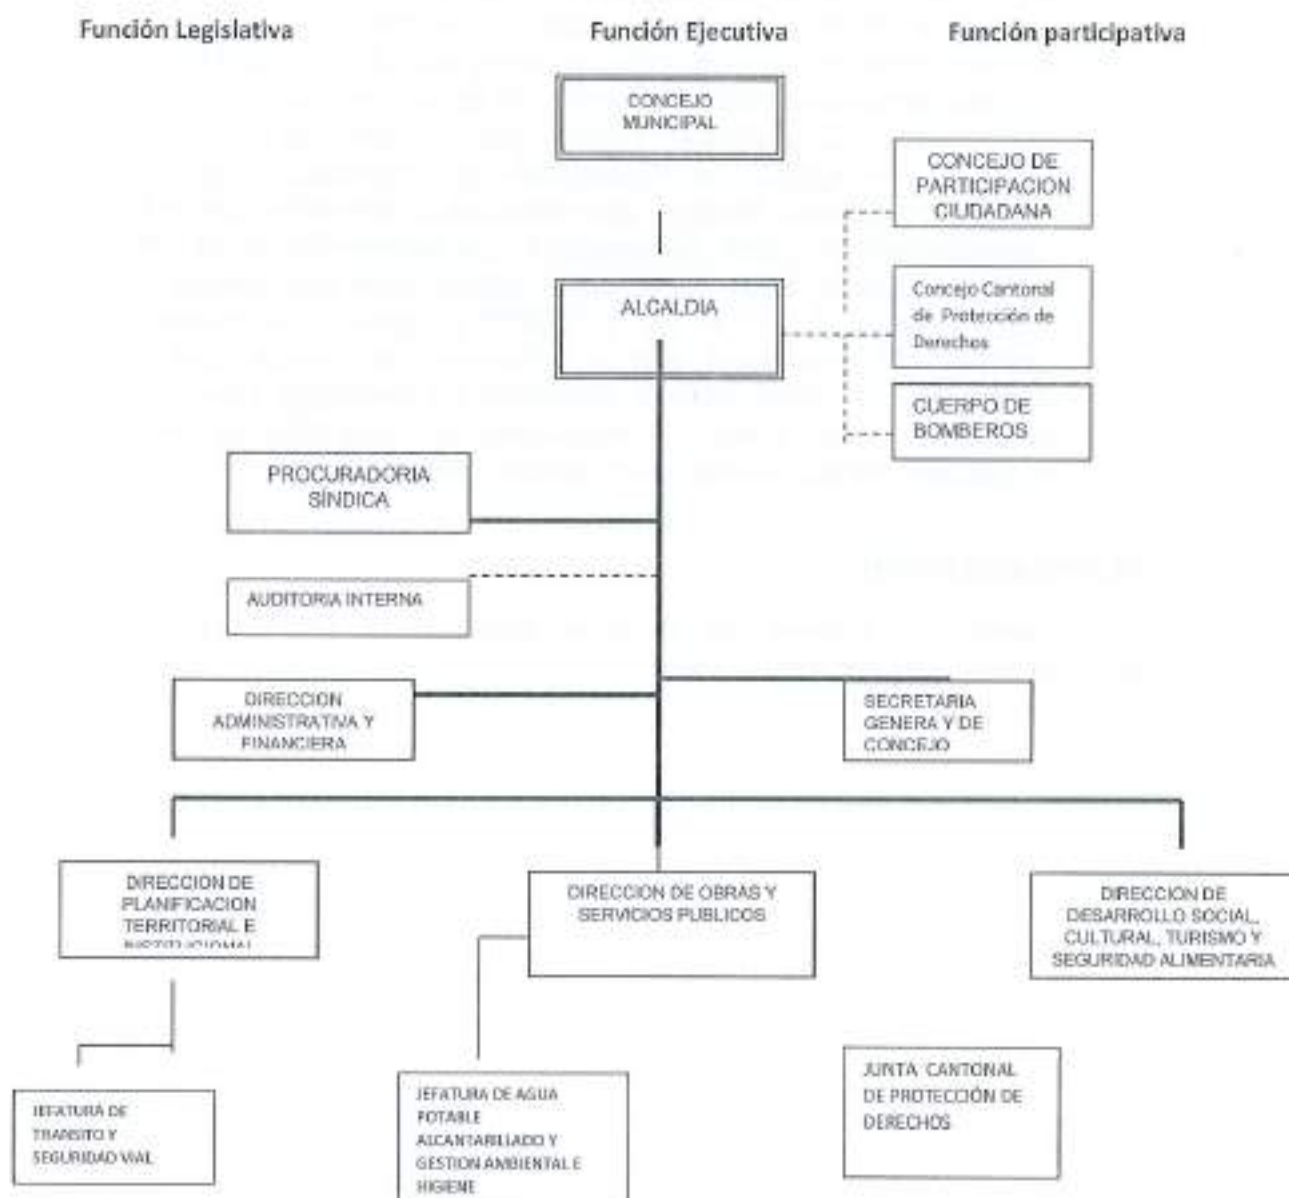 Función Legislativa
Función Ejecutiva
Función participativa
CONCEJO
MUNICIPAL
CONCEJO DE
PARTICIPACION
CIUDADANA
ALCALDIA
Concejo Cantonal
de Protección de
Derechos
CUERPO DE
BOMBEROS
PROCURADORIA
SÍNDICA
AUDITORIA INTERNA
DIRECCION
ADMINISTRATIVA Y
FINANCIERA
SECRETARIA
GENERA Y DE
CONCEJO
DIRECCION DE
PLANIFICACION
TERRITORIAL E
INSTITUCIONAL
DIRECCION DE OBRAS Y
SERVICIOS PUBLICOS
DIRECCION DE
DESARROLLO SOCIAL,
CULTURAL, TURISMO Y
SEGURIDAD ALIMENTARIA
JEFATURA DE
TRANSITO Y
SEGURIDAD VIAL
JEFATURA DE AGUA
POTABLE
ALCANTARILLADO Y
GESTION AMBIENTAL E
HIGIENE
JUNTA CANTONAL
DE PROTECCIÓN DE
DERECHOS